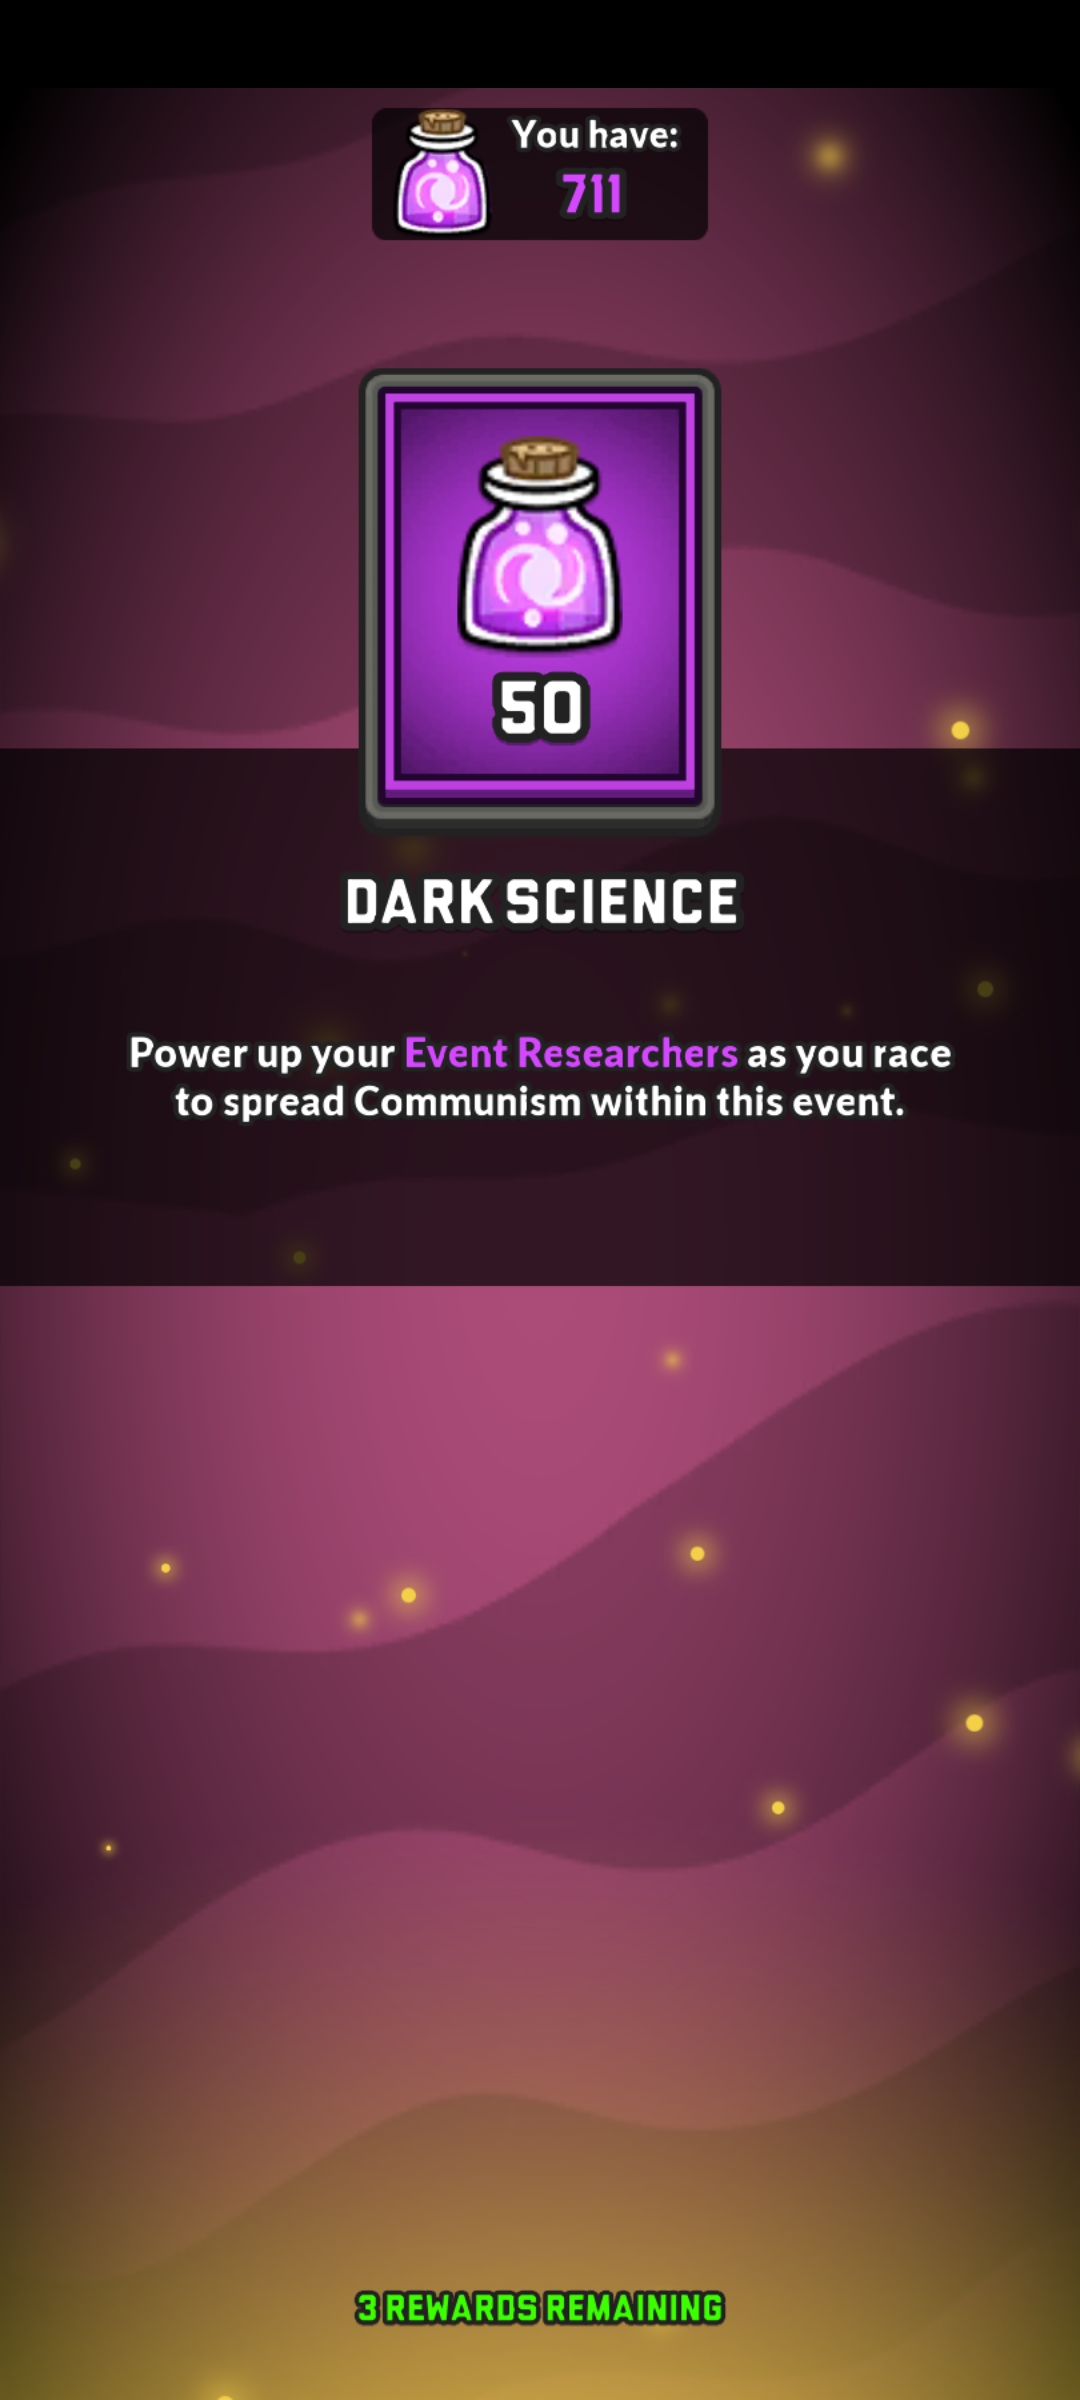 You have:
711
50
DARK SCIENCE
Power up your Event Researchers as you race
to spread Communism within this event.
3 REWARDS REMAINING